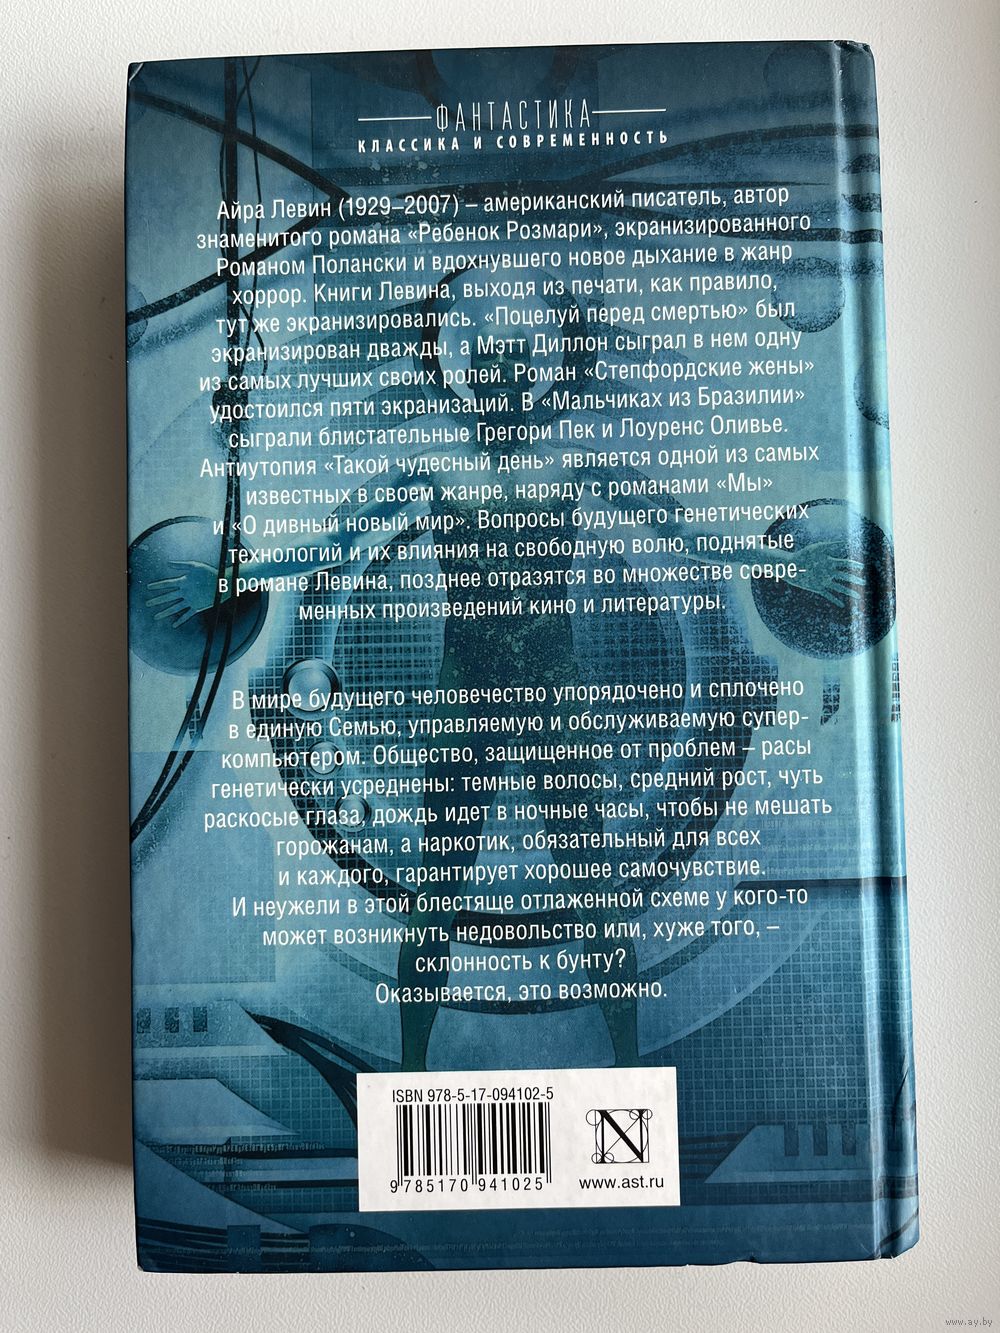 ФАНТАСТИКА
КЛАССИКА И СОВРЕМЕННОСТЬ
Айра Левин (1929–2007) – американский писатель, автор
знаменитого романа «Ребенок Розмари», экранизированного
Романом Полански и вдохнувшего новое дыхание в жанр
хоррор. Книги Левина, выходя из печати, как правило,
тут же экранизировались. «Поцелуй перед смертью» был
экранизирован дважды, а Мэтт Диллон сыграл в нем одну
из самых лучших своих ролей. Роман «Степфордские жены»
удостоился пяти экранизаций. В «Мальчиках из Бразилии»
сыграли блистательные Грегори Пек и Лоуренс Оливье.
Антиутопия «Такой чудесный день» является одной из самых
известных в своем жанре, наряду с романами «Мы»
и «О дивный новый мир». Вопросы будущего генетических
технологий и их влияния на свободную волю, поднятые
в романе Левина, позднее отразятся во множестве совре-
менных произведений кино и литературы.
В мире будущего человечество упорядочено и сплочено
в единую Семью, управляемую и обслуживаемую супер-
компьютером. Общество, защищенное от проблем – расы
генетически усреднены: темные волосы, средний рост, чуть
раскосые глаза, дождь идет в ночные часы, чтобы не мешать
горожанам, а наркотик, обязательный для всех
и каждого, гарантирует хорошее самочувствие.
И неужели в этой блестяще отлаженной схеме у кого-то
может возникнуть недовольство или, хуже того, –
склонность к бунту?
Оказывается, это возможно.
ISBN 978-5-17-094102-5
9 785170 941025
N
www.ast.ru
www.ay.by